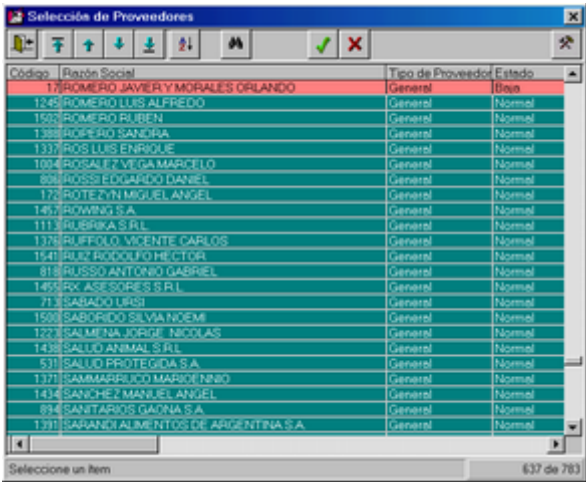 Selección de Proveedores
Código Razón Social Tipo de Proveedor Estado
17 ROMERO JAVIER Y MORALES ORLANDO General Baja
1245 ROMERO LUIS ALFREDO General Normal
1502 ROMERO RUBEN General Normal
1388 ROPERO SANDRA General Normal
1337 ROS LUIS ENRIQUE General Normal
1004 ROSALEZ VEGA MARCELO General Normal
806 ROSSI EDGARDO DANIEL General Normal
172 ROTEZYN MIGUEL ANGEL General Normal
1457 ROWING S.A. General Normal
1113 RUBRIKA S.R.L. General Normal
1376 RUFFOLO, VICENTE CARLOS General Normal
1541 RUIZ RODOLFO HECTOR General Normal
818 RUSSO ANTONIO GABRIEL General Normal
1455 RX ASESORES S.R.L. General Normal
713 SABADO URSI General Normal
1500 SABORIDO SILVIA NOEMI General Normal
1223 SALMENA JORGE NICOLAS General Normal
1438 SALUD ANIMAL S.R.L. General Normal
531 SALUD PROTEGIDA S.A. General Normal
1371 SAMMARRUCO MARIOENNIO General Normal
1434 SANCHEZ MANUEL ANGEL General Normal
894 SANITARIOS GAONA S.A. General Normal
1391 SARANDI ALIMENTOS DE ARGENTINA S.A. General Normal
Seleccione un ítem 637 de 783